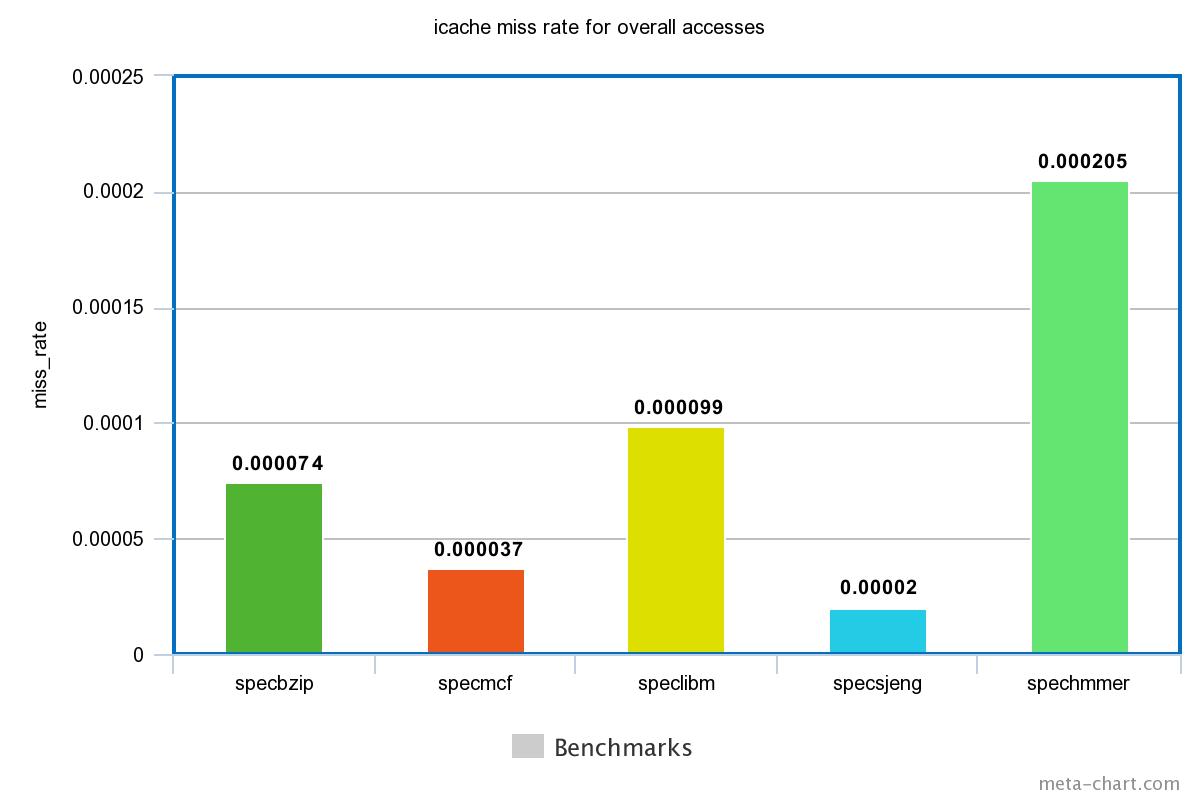 icache miss rate for overall accesses
0.00025
0.0002
0.00015
0.0001
0.00005
0
miss_rate
0.000074
0.000037
0.000099
0.00002
0.000205
specbzip
specmcf
speclibm
specsjeng
spechmmer
Benchmarks
meta-chart.com